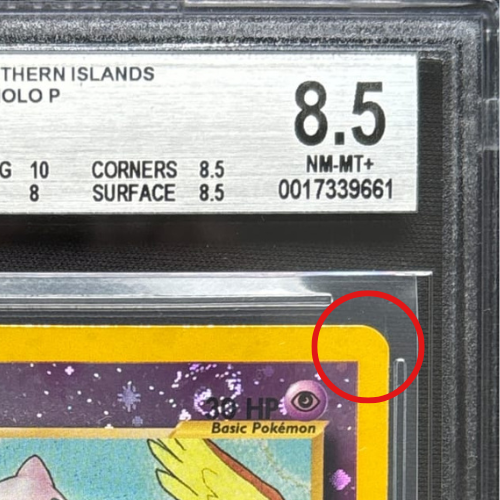 THERN ISLANDS
HOLO P
8.5
G 10 CORNERS 8.5
NM-MT+
8 SURFACE 8.5
0017339661
30 HP
Basic Pokémon